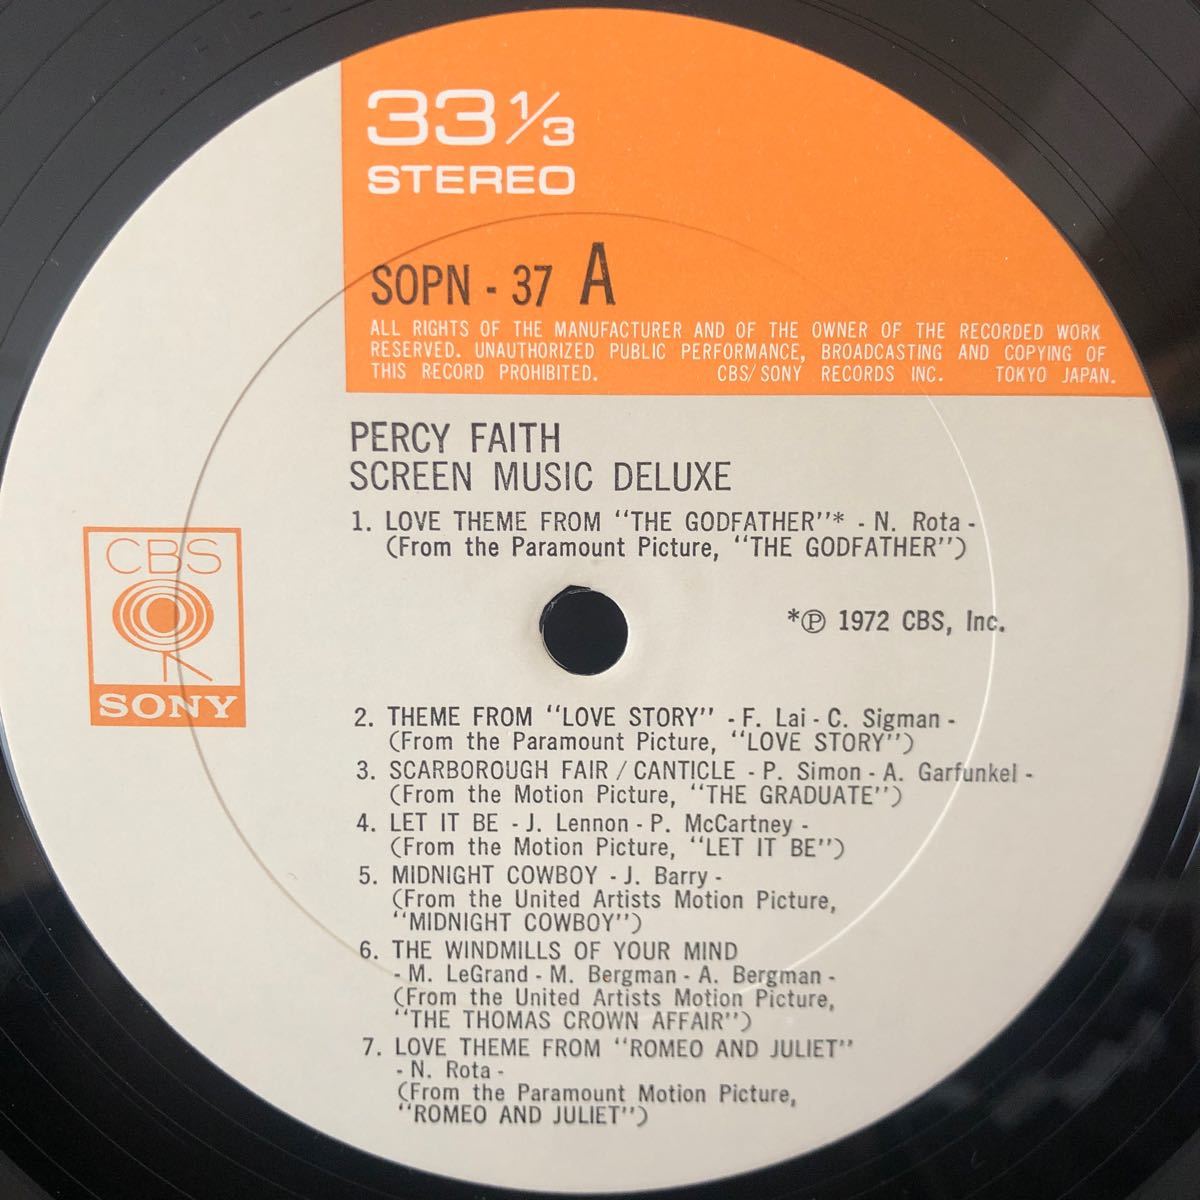 33 1/3
STEREO
SOPN - 37 A
ALL RIGHTS OF THE MANUFACTURER AND OF THE OWNER OF THE RECORDED WORK
RESERVED. UNAUTHORIZED PUBLIC PERFORMANCE, BROADCASTING AND COPYING OF
THIS RECORD PROHIBITED. CBS/SONY RECORDS INC. TOKYO JAPAN.
PERCY FAITH
SCREEN MUSIC DELUXE
1. LOVE THEME FROM "THE GODFATHER"* - N. Rota -
(From the Paramount Picture, "THE GODFATHER")
CBS
SONY
*Ⓟ 1972 CBS, Inc.
2. THEME FROM "LOVE STORY" - F. Lai - C. Sigman -
(From the Paramount Picture, "LOVE STORY")
3. SCARBOROUGH FAIR / CANTICLE - P. Simon - A. Garfunkel -
(From the Motion Picture, "THE GRADUATE")
4. LET IT BE - J. Lennon - P. McCartney -
(From the Motion Picture, "LET IT BE")
5. MIDNIGHT COWBOY - J. Barry -
(From the United Artists Motion Picture,
"MIDNIGHT COWBOY")
6. THE WINDMILLS OF YOUR MIND
- M. LeGrand - M. Bergman - A. Bergman -
(From the United Artists Motion Picture,
"THE THOMAS CROWN AFFAIR")
7. LOVE THEME FROM "ROMEO AND JULIET"
- N. Rota -
(From the Paramount Motion Picture,
"ROMEO AND JULIET")